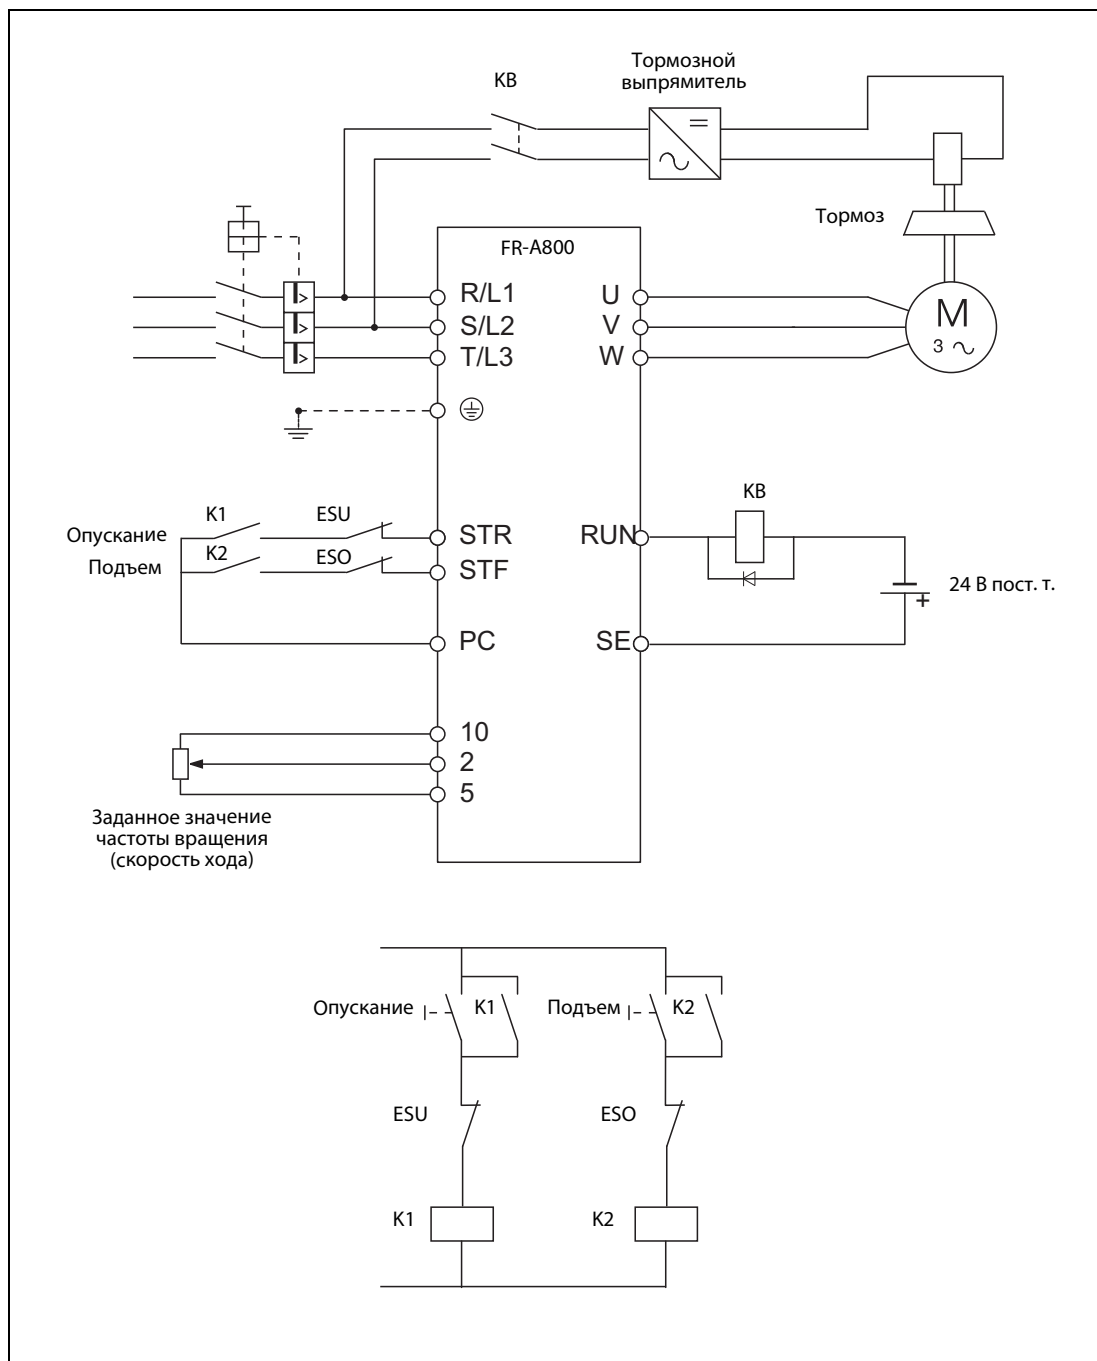 Тормозной
выпрямитель
KB
Тормоз
FR-A800
R/L1
S/L2
T/L3
U
V
W
M
3
K1
ESU
Опускание
K2
ESO
Подъем
STR
STF
PC
RUN
SE
KB
24 В пост. т.
+
10
2
5
Заданное значение
частоты вращения
(скорость хода)
Опускание
K1
Подъем
K2
ESU
ESO
K1
K2